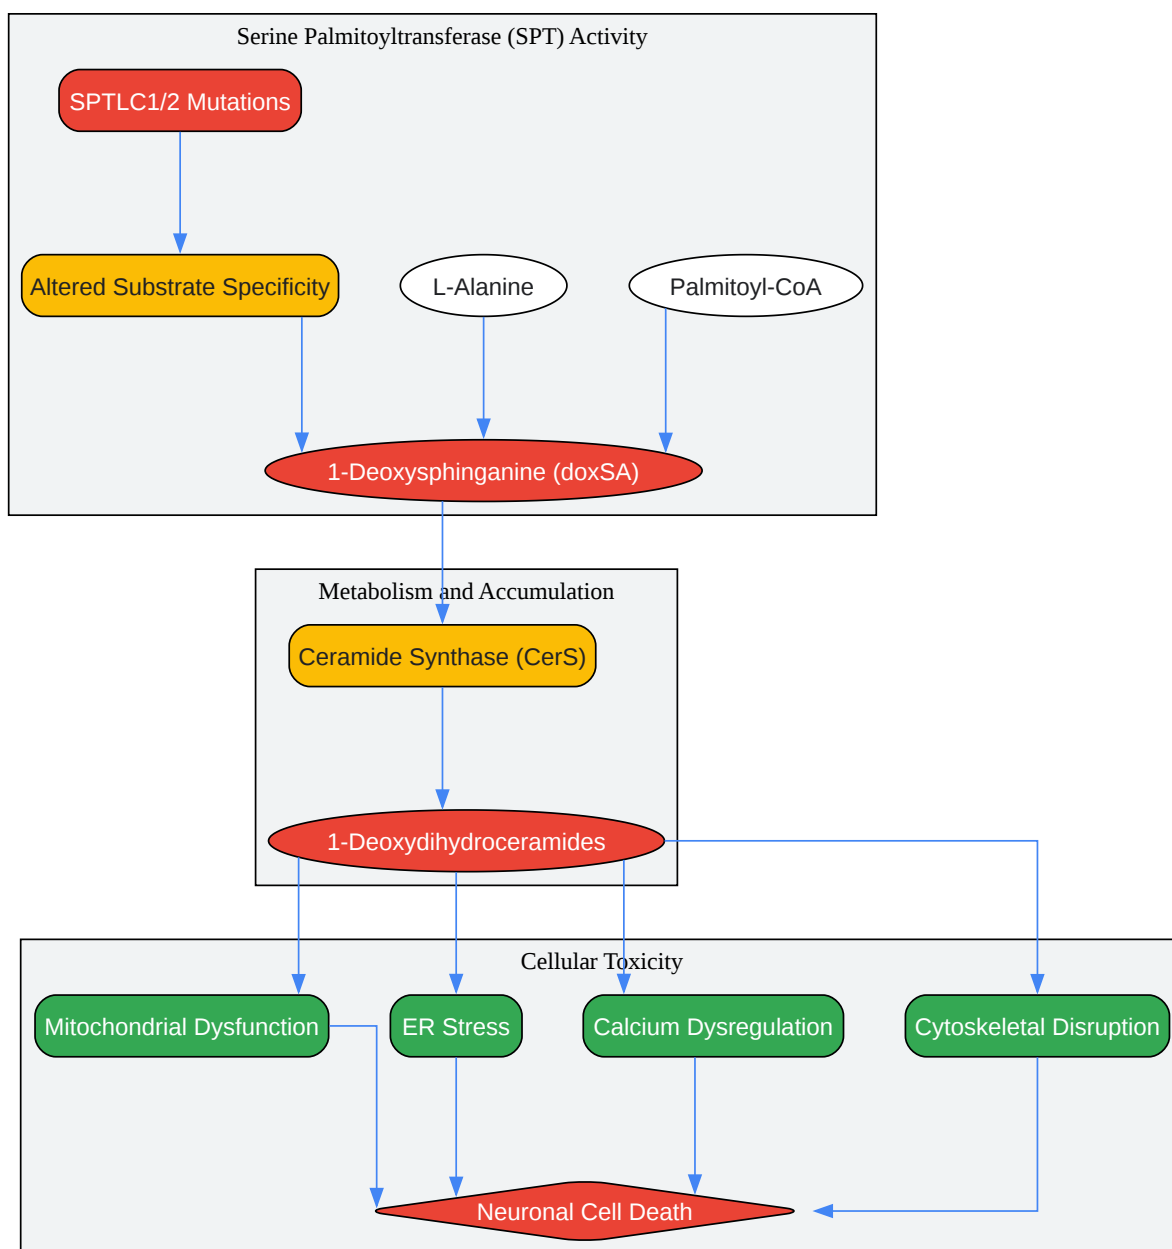 Serine Palmitoyltransferase (SPT) Activity
SPTLC1/2 Mutations
Altered Substrate Specificity
L-Alanine
Palmitoyl-CoA
1-Deoxysphinganine (doxSA)
Metabolism and Accumulation
Ceramide Synthase (CerS)
1-Deoxydihydroceramides
Cellular Toxicity
Mitochondrial Dysfunction
ER Stress
Calcium Dysregulation
Cytoskeletal Disruption
Neuronal Cell Death